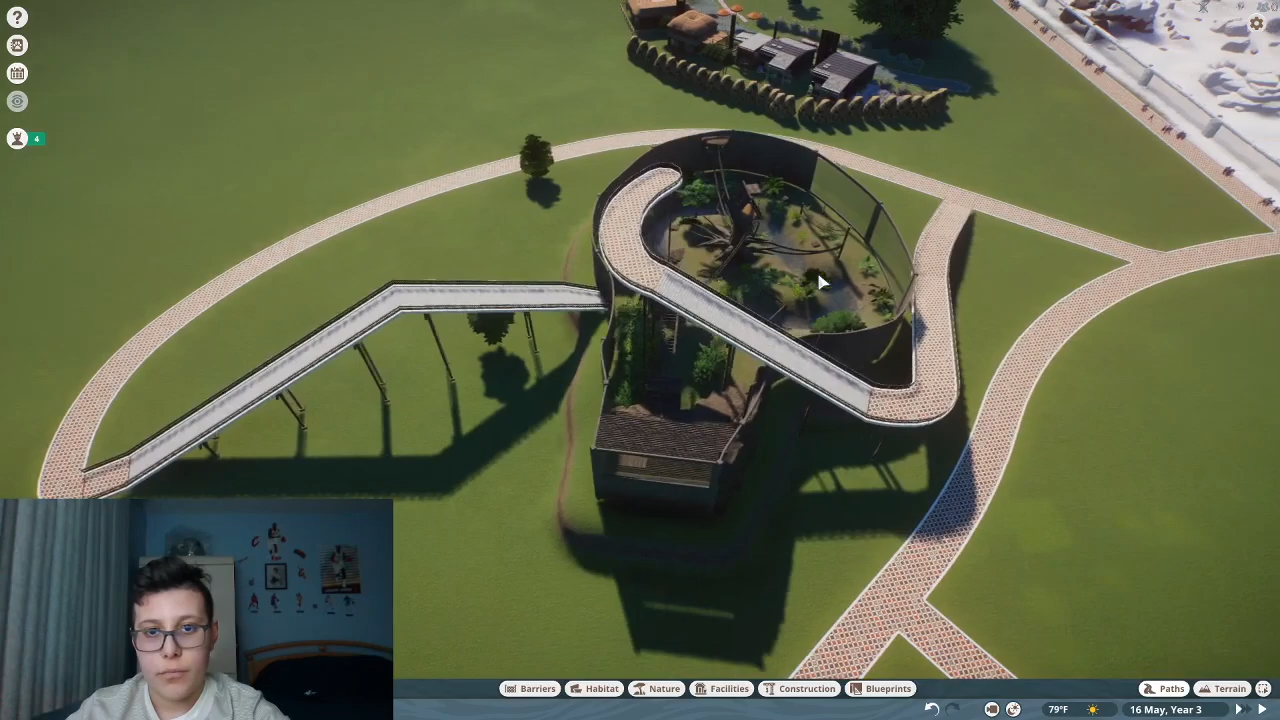 ?
4
Barriers Habitat Nature Facilities Construction Blueprints
Paths Terrain
79°F 16 May, Year 3